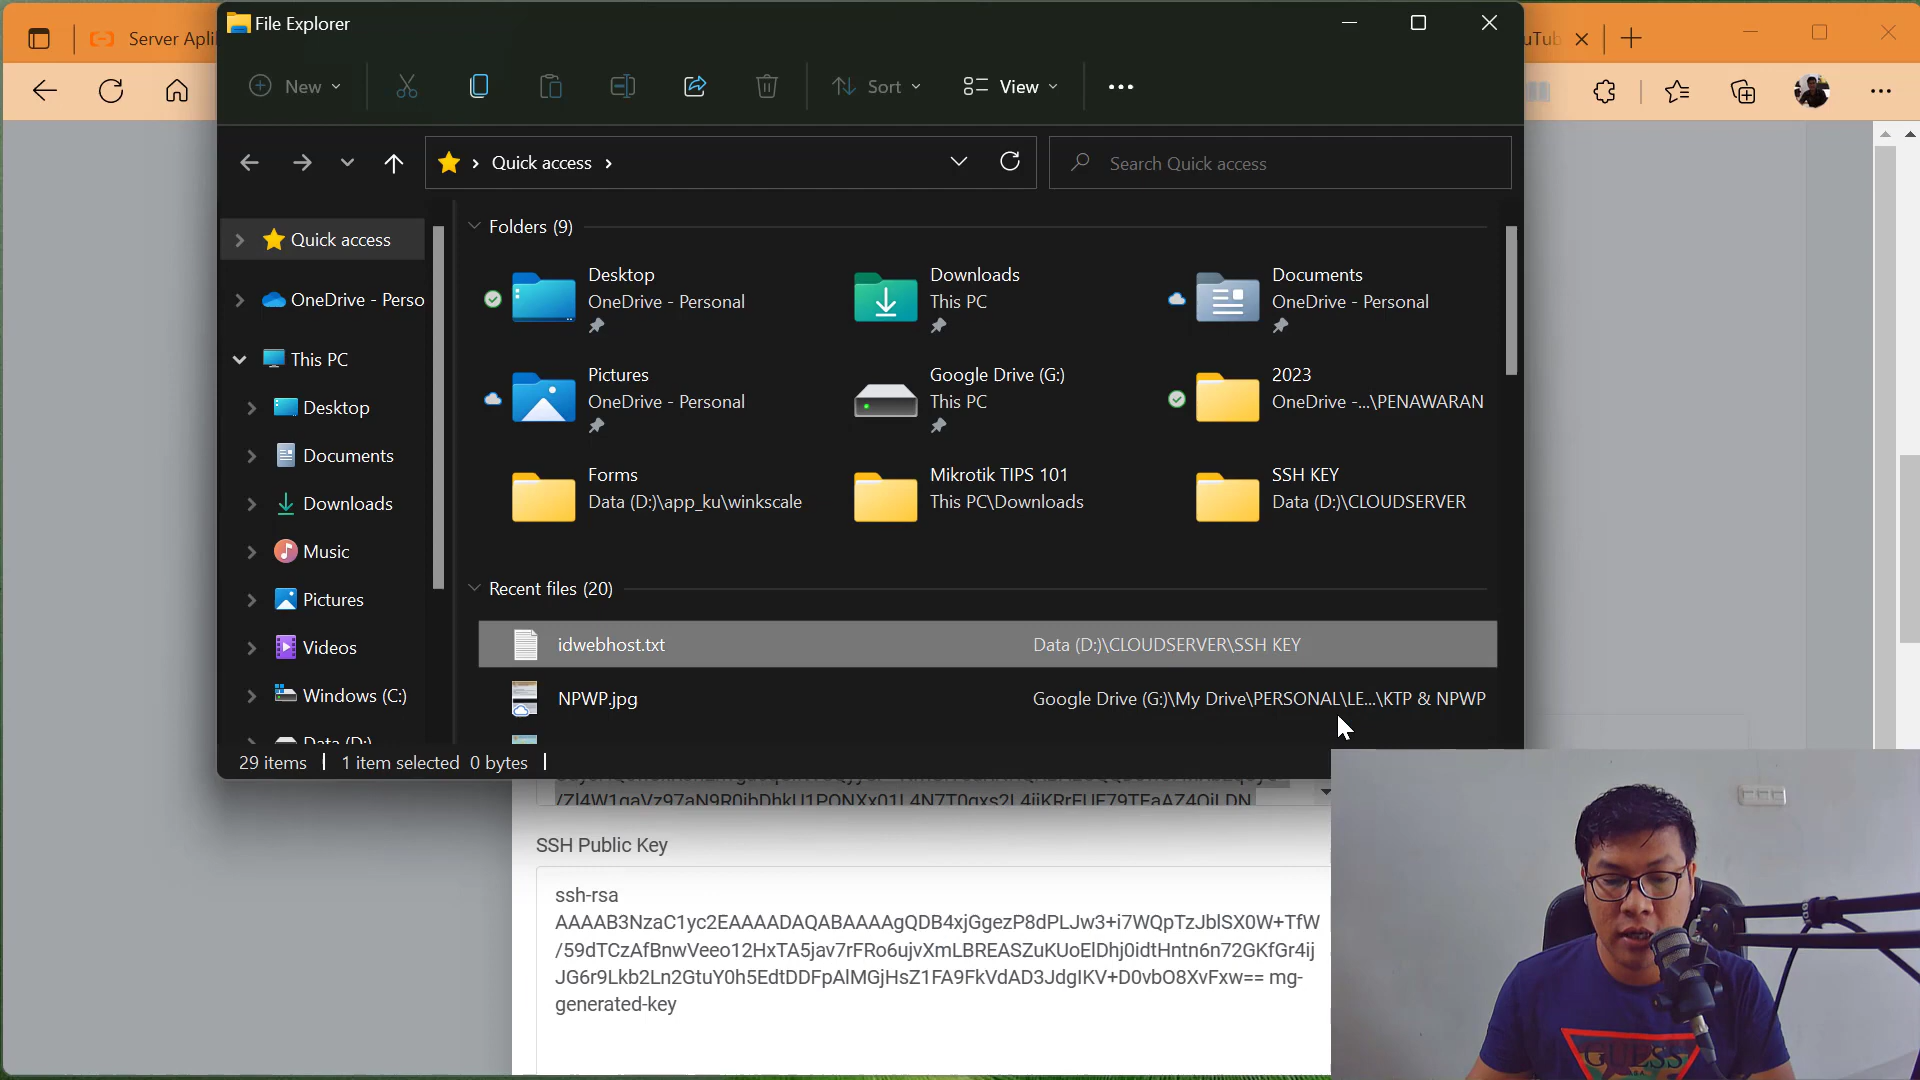 Server Apli
File Explorer
uTub
New
Sort
View
Quick access
Search Quick access
Quick access
OneDrive - Perso
This PC
Desktop
Documents
Downloads
Music
Pictures
Videos
Windows (C:)
Data (D:)
Folders (9)
Desktop
OneDrive - Personal
Downloads
This PC
Documents
OneDrive - Personal
Pictures
OneDrive - Personal
Google Drive (G:)
This PC
2023
OneDrive -...\PENAWARAN
Forms
Data (D:)\app_ku\winkscale
Mikrotik TIPS 101
This PC\Downloads
SSH KEY
Data (D:)\CLOUDSERVER
Recent files (20)
idwebhost.txt Data (D:)\CLOUDSERVER\SSH KEY
NPWP.jpg Google Drive (G:)\My Drive\PERSONAL\LE...\KTP & NPWP
29 items 1 item selected 0 bytes
SSH Public Key
ssh-rsa
AAAAB3NzaC1yc2EAAAADAQABAAAAgQDB4xjGgezP8dPLJw3+i7WQpTzJblSX0W+TfW
/59dTCzAfBnwVeeo12HxTA5jav7rFRo6ujvXmLBREASZuKUoElDhj0idtHntn6n72GKfGr4ij
JG6r9Lkb2Ln2GtuY0h5EdtDDFpAlMGjHsZ1FA9FkVdAD3JdgIKV+D0vbO8XvFxw== mg-
generated-key
GUESS